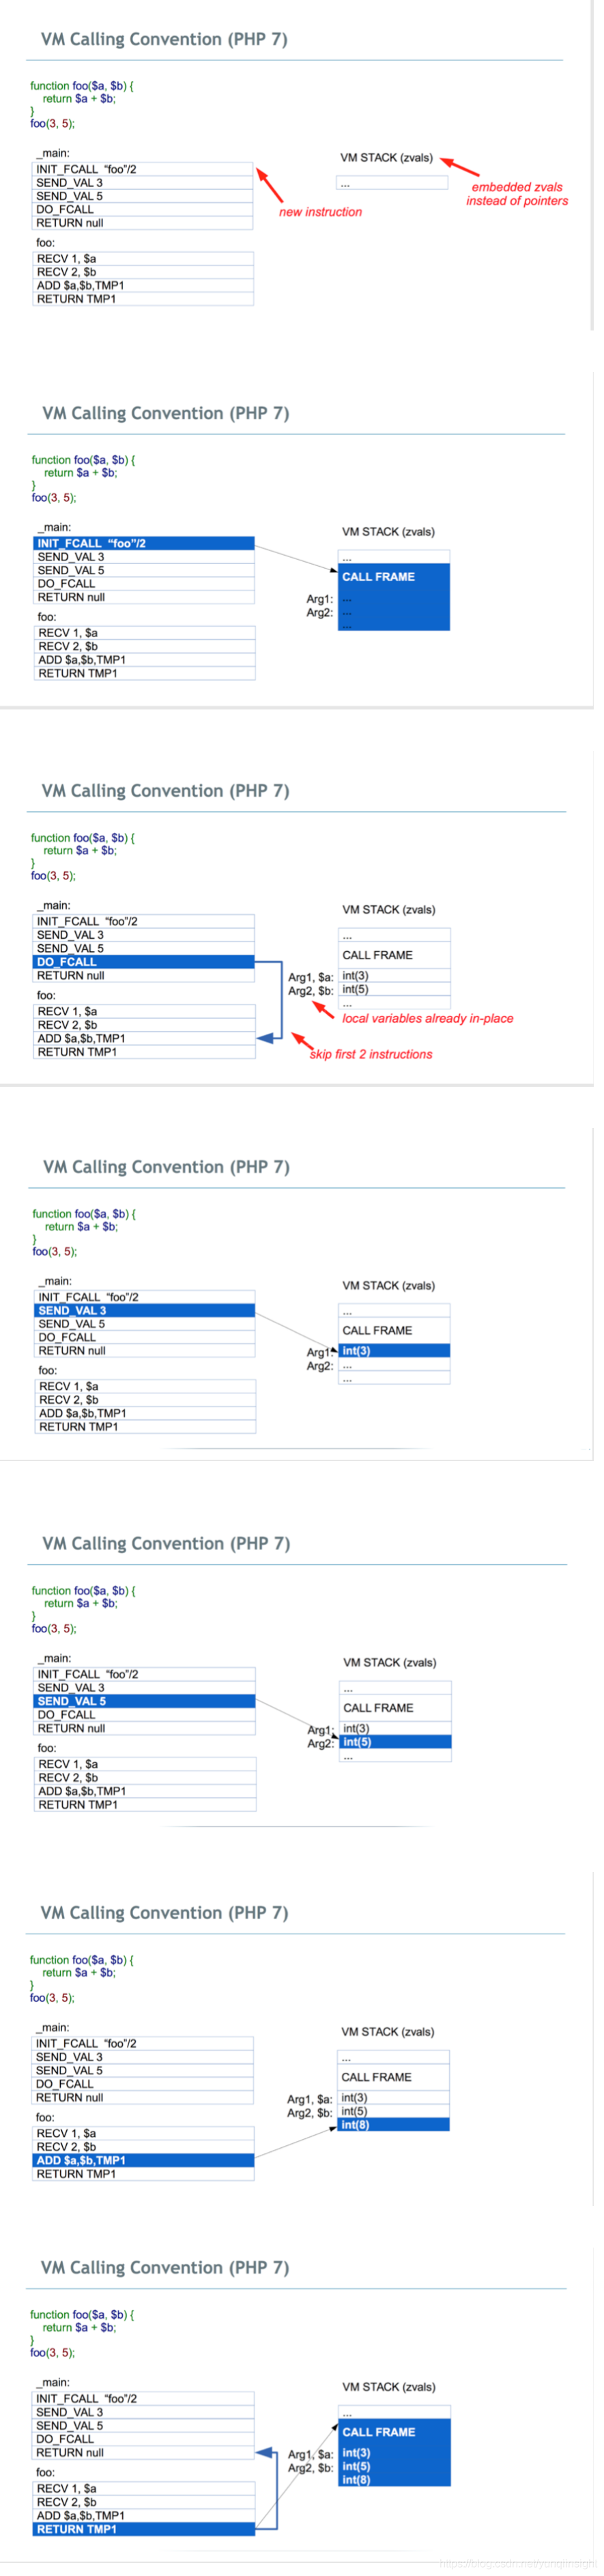 VM Calling Convention (PHP 7)
function foo($a, $b) {
return $a + $b;
}
foo(3, 5);
_main:
INIT_FCALL "foo"/2
SEND_VAL 3
SEND_VAL 5
DO_FCALL
RETURN null
foo:
RECV 1, $a
RECV 2, $b
ADD $a,$b,TMP1
RETURN TMP1
new instruction
VM STACK (zvals)
...
embedded zvals
instead of pointers
VM Calling Convention (PHP 7)
function foo($a, $b) {
return $a + $b;
}
foo(3, 5);
_main:
INIT_FCALL "foo"/2
SEND_VAL 3
SEND_VAL 5
DO_FCALL
RETURN null
foo:
RECV 1, $a
RECV 2, $b
ADD $a,$b,TMP1
RETURN TMP1
VM STACK (zvals)
...
CALL FRAME
Arg1: ...
Arg2: ...
...
VM Calling Convention (PHP 7)
function foo($a, $b) {
return $a + $b;
}
foo(3, 5);
_main:
INIT_FCALL "foo"/2
SEND_VAL 3
SEND_VAL 5
DO_FCALL
RETURN null
foo:
RECV 1, $a
RECV 2, $b
ADD $a,$b,TMP1
RETURN TMP1
VM STACK (zvals)
...
CALL FRAME
Arg1, $a: int(3)
Arg2, $b: int(5)
...
local variables already in-place
skip first 2 instructions
VM Calling Convention (PHP 7)
function foo($a, $b) {
return $a + $b;
}
foo(3, 5);
_main:
INIT_FCALL "foo"/2
SEND_VAL 3
SEND_VAL 5
DO_FCALL
RETURN null
foo:
RECV 1, $a
RECV 2, $b
ADD $a,$b,TMP1
RETURN TMP1
VM STACK (zvals)
...
CALL FRAME
Arg1: int(3)
Arg2: ...
...
VM Calling Convention (PHP 7)
function foo($a, $b) {
return $a + $b;
}
foo(3, 5);
_main:
INIT_FCALL "foo"/2
SEND_VAL 3
SEND_VAL 5
DO_FCALL
RETURN null
foo:
RECV 1, $a
RECV 2, $b
ADD $a,$b,TMP1
RETURN TMP1
VM STACK (zvals)
...
CALL FRAME
Arg1: int(3)
Arg2: int(5)
...
VM Calling Convention (PHP 7)
function foo($a, $b) {
return $a + $b;
}
foo(3, 5);
_main:
INIT_FCALL "foo"/2
SEND_VAL 3
SEND_VAL 5
DO_FCALL
RETURN null
foo:
RECV 1, $a
RECV 2, $b
ADD $a,$b,TMP1
RETURN TMP1
VM STACK (zvals)
...
CALL FRAME
Arg1, $a: int(3)
Arg2, $b: int(5)
int(8)
VM Calling Convention (PHP 7)
function foo($a, $b) {
return $a + $b;
}
foo(3, 5);
_main:
INIT_FCALL "foo"/2
SEND_VAL 3
SEND_VAL 5
DO_FCALL
RETURN null
foo:
RECV 1, $a
RECV 2, $b
ADD $a,$b,TMP1
RETURN TMP1
VM STACK (zvals)
...
CALL FRAME
Arg1, $a: int(3)
Arg2, $b: int(5)
int(8)
https://blog.csdn.net/yunqiinsight